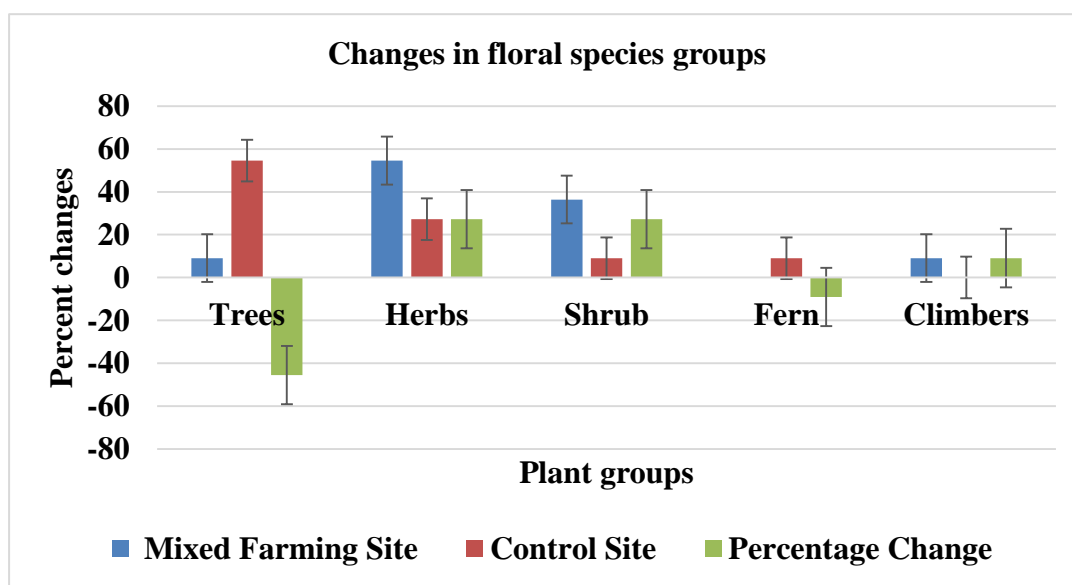 Changes in floral species groups
Percent changes
80
60
40
20
0
-20
-40
-60
-80
Trees Herbs Shrub Fern Climbers
Plant groups
Mixed Farming Site Control Site Percentage Change